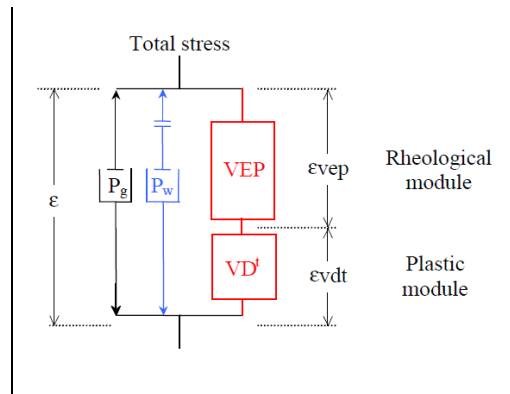 Total stress
ε
Pg
Pw
VEP
VDᵗ
εvep
εvdt
Rheological
module
Plastic
module